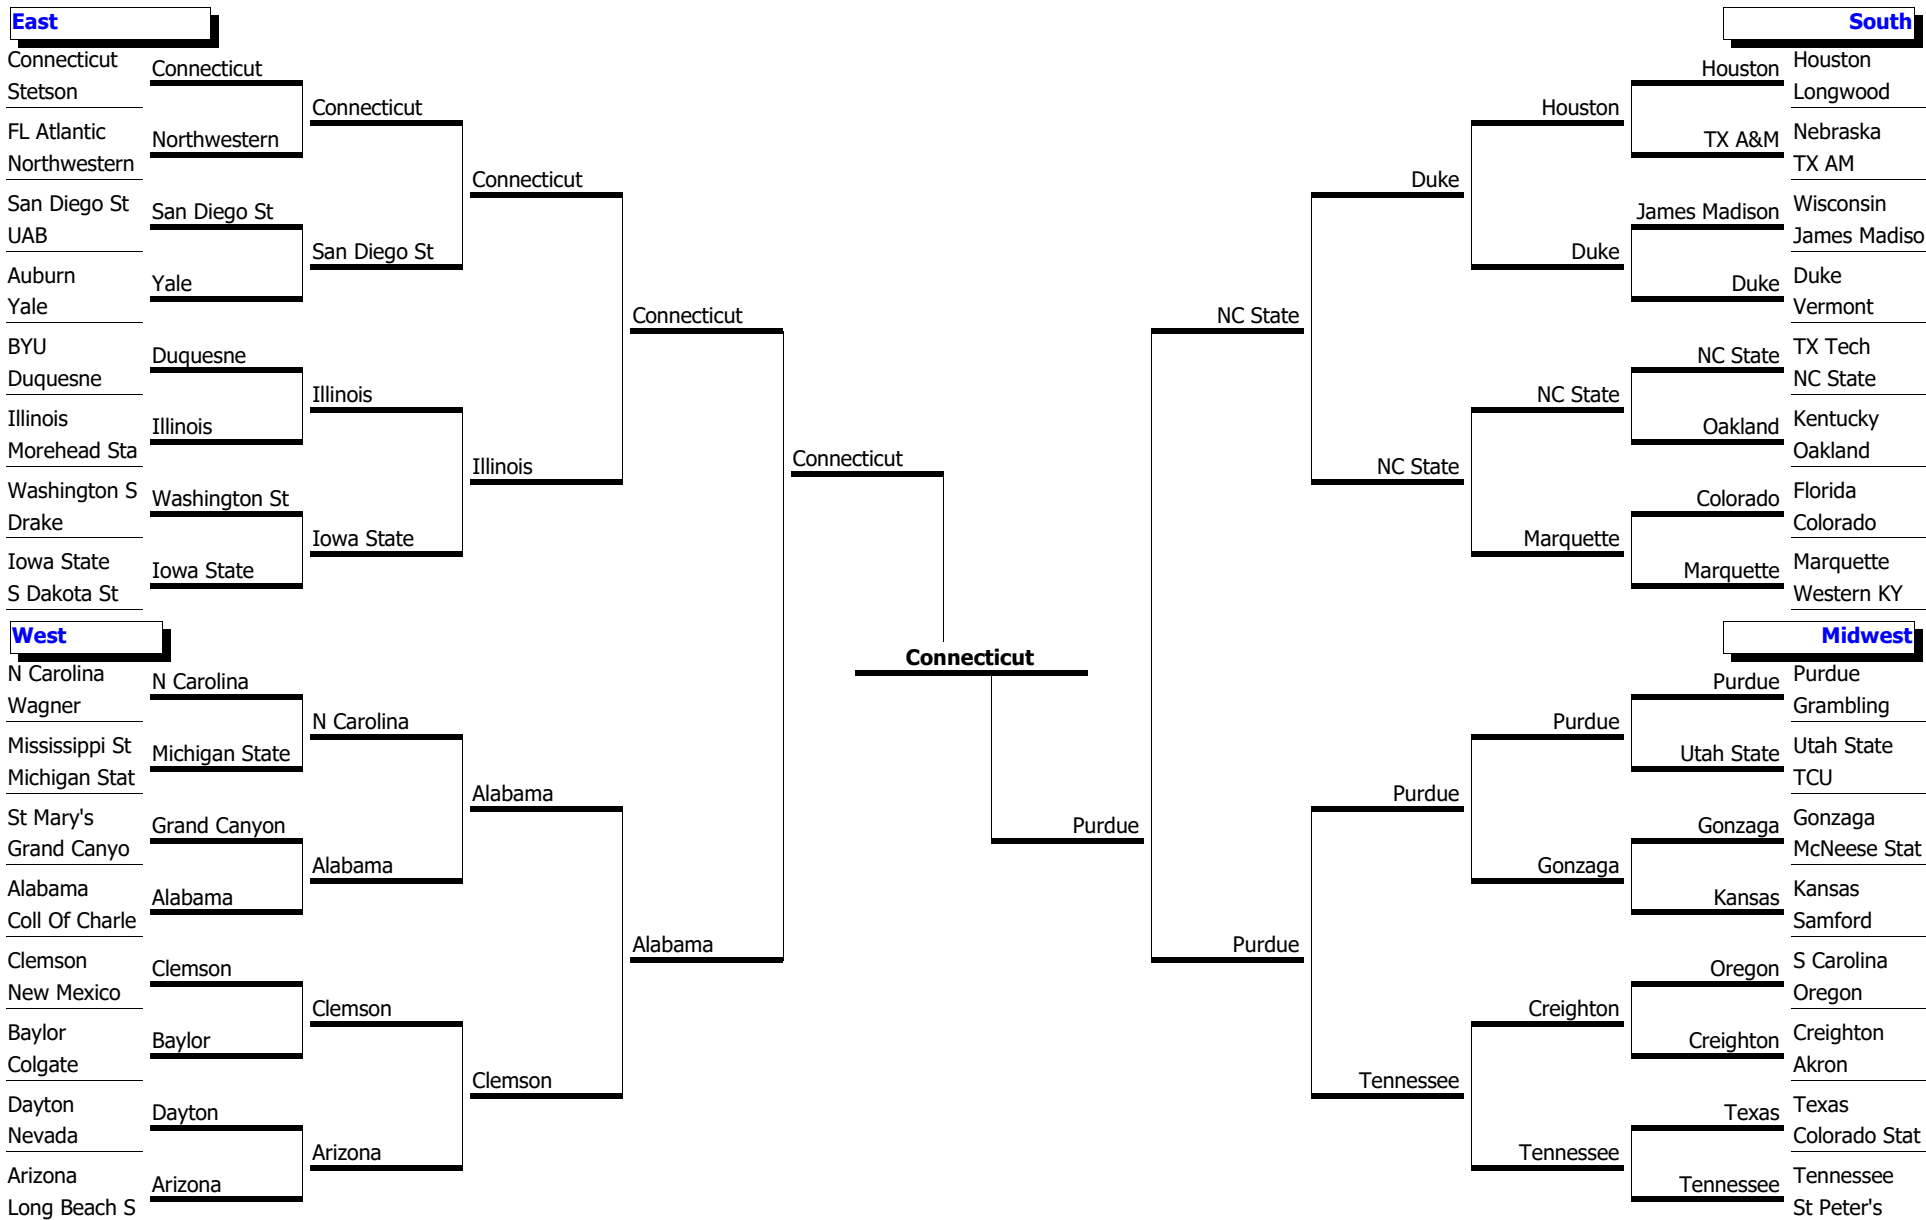 East
Connecticut
Stetson
FL Atlantic
Northwestern
San Diego St
UAB
Auburn
Yale
BYU
Duquesne
Illinois
Morehead Sta
Washington S
Drake
Iowa State
S Dakota St
Connecticut
Northwestern
San Diego St
Yale
Duquesne
Illinois
Washington St
Iowa State
Connecticut
San Diego St
Illinois
Iowa State
Connecticut
Illinois
Connecticut
West
N Carolina
Wagner
Mississippi St
Michigan Stat
St Mary's
Grand Canyo
Alabama
Coll Of Charle
Clemson
New Mexico
Baylor
Colgate
Dayton
Nevada
Arizona
Long Beach S
N Carolina
Michigan State
Grand Canyon
Alabama
Clemson
Baylor
Dayton
Arizona
N Carolina
Alabama
Clemson
Arizona
Alabama
Clemson
Alabama
Connecticut
Connecticut
Purdue
South
Houston
Longwood
Nebraska
TX AM
Wisconsin
James Madiso
Duke
Vermont
TX Tech
NC State
Kentucky
Oakland
Florida
Colorado
Marquette
Western KY
Houston
TX A&M
James Madison
Duke
NC State
Oakland
Colorado
Marquette
Houston
Duke
NC State
Marquette
Duke
NC State
NC State
Midwest
Purdue
Grambling
Utah State
TCU
Gonzaga
McNeese Stat
Kansas
Samford
S Carolina
Oregon
Creighton
Akron
Texas
Colorado Stat
Tennessee
St Peter's
Purdue
Utah State
Gonzaga
Kansas
Oregon
Creighton
Texas
Tennessee
Purdue
Gonzaga
Creighton
Tennessee
Purdue
Tennessee
Purdue